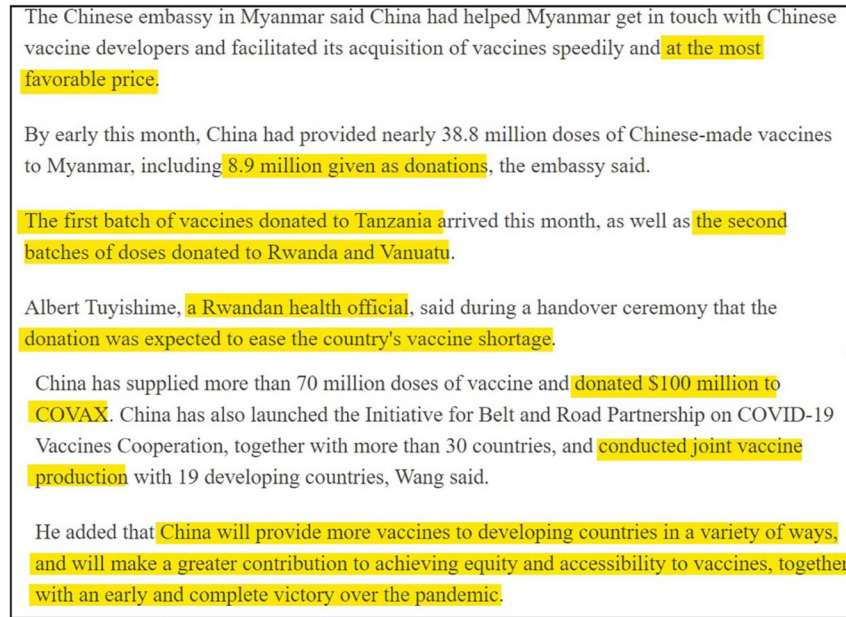 The Chinese embassy in Myanmar said China had helped Myanmar get in touch with Chinese
vaccine developers and facilitated its acquisition of vaccines speedily and at the most
favorable price.
By early this month, China had provided nearly 38.8 million doses of Chinese-made vaccines
to Myanmar, including 8.9 million given as donations, the embassy said.
The first batch of vaccines donated to Tanzania arrived this month, as well as the second
batches of doses donated to Rwanda and Vanuatu.
Albert Tuyishime, a Rwandan health official, said during a handover ceremony that the
donation was expected to ease the country's vaccine shortage.
China has supplied more than 70 million doses of vaccine and donated $100 million to
COVAX. China has also launched the Initiative for Belt and Road Partnership on COVID-19
Vaccines Cooperation, together with more than 30 countries, and conducted joint vaccine
production with 19 developing countries, Wang said.
He added that China will provide more vaccines to developing countries in a variety of ways,
and will make a greater contribution to achieving equity and accessibility to vaccines, together
with an early and complete victory over the pandemic.